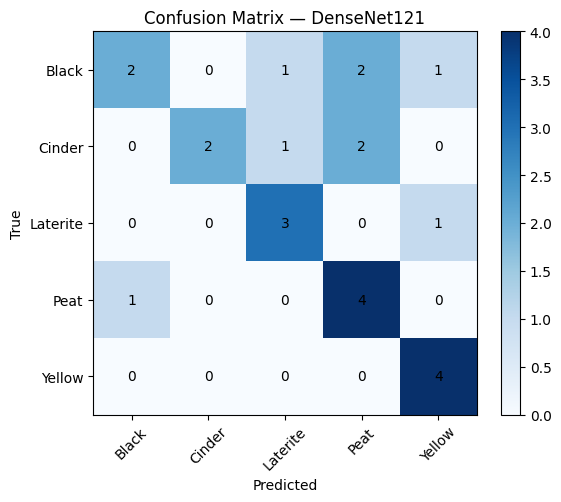 Confusion Matrix — DenseNet121
True
Black 2 0 1 2 1
Cinder 0 2 1 2 0
Laterite 0 0 3 0 1
Peat 1 0 0 4 0
Yellow 0 0 0 0 4
Black Cinder Laterite Peat Yellow
Predicted
4.0
3.5
3.0
2.5
2.0
1.5
1.0
0.5
0.0